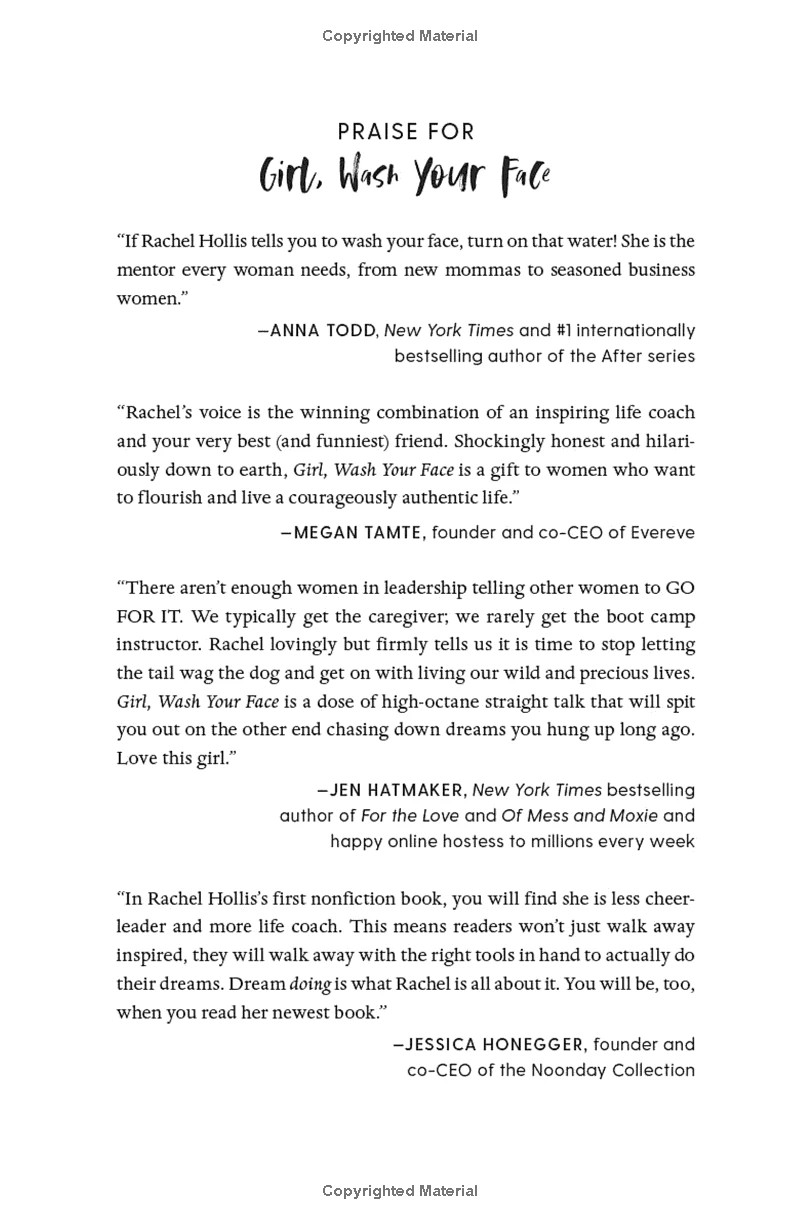 Copyrighted Material
PRAISE FOR
Girl, Wash Your Face
“If Rachel Hollis tells you to wash your face, turn on that water! She is the
mentor every woman needs, from new mommas to seasoned business
women.”
—ANNA TODD, New York Times and #1 internationally
bestselling author of the After series
“Rachel’s voice is the winning combination of an inspiring life coach
and your very best (and funniest) friend. Shockingly honest and hilari-
ously down to earth, Girl, Wash Your Face is a gift to women who want
to flourish and live a courageously authentic life.”
—MEGAN TAMTE, founder and co-CEO of Evereve
“There aren’t enough women in leadership telling other women to GO
FOR IT. We typically get the caregiver; we rarely get the boot camp
instructor. Rachel lovingly but firmly tells us it is time to stop letting
the tail wag the dog and get on with living our wild and precious lives.
Girl, Wash Your Face is a dose of high-octane straight talk that will spit
you out on the other end chasing down dreams you hung up long ago.
Love this girl.”
—JEN HATMAKER, New York Times bestselling
author of For the Love and Of Mess and Moxie and
happy online hostess to millions every week
“In Rachel Hollis’s first nonfiction book, you will find she is less cheer-
leader and more life coach. This means readers won’t just walk away
inspired, they will walk away with the right tools in hand to actually do
their dreams. Dream doing is what Rachel is all about it. You will be, too,
when you read her newest book.”
—JESSICA HONEGGER, founder and
co-CEO of the Noonday Collection
Copyrighted Material